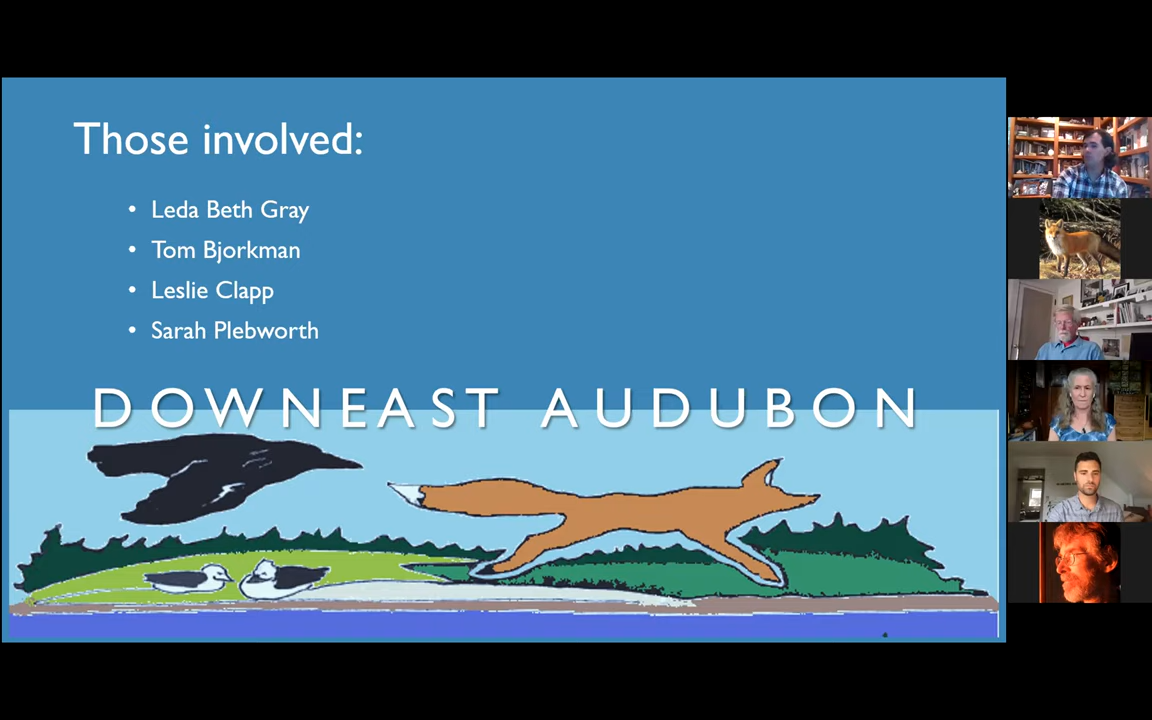 Those involved:
• Leda Beth Gray
• Tom Bjorkman
• Leslie Clapp
• Sarah Plebworth
DOWNEAST AUDUBON